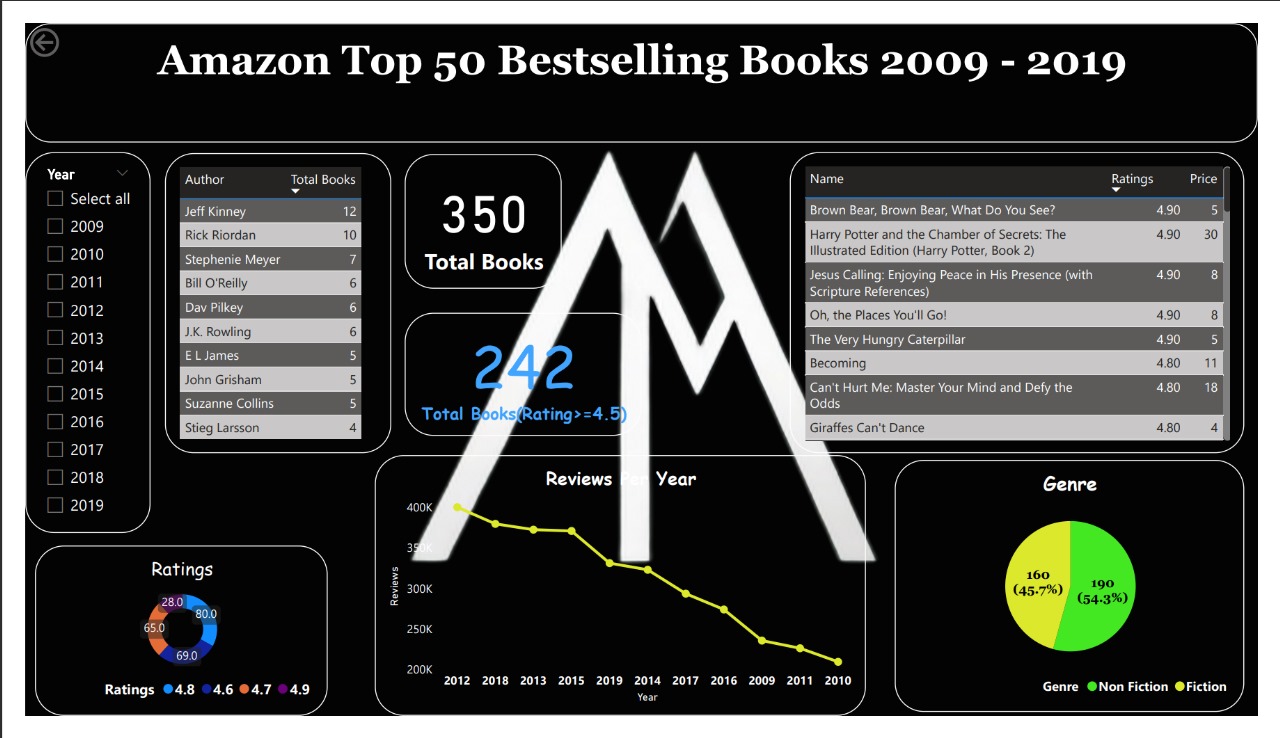 Amazon Top 50 Bestselling Books 2009 - 2019
Year
Select all
2009
2010
2011
2012
2013
2014
2015
2016
2017
2018
2019
Author Total Books
Jeff Kinney 12
Rick Riordan 10
Stephenie Meyer 7
Bill O'Reilly 6
Dav Pilkey 6
J.K. Rowling 6
E L James 5
John Grisham 5
Suzanne Collins 5
Stieg Larsson 4
350
Total Books
242
Total Books(Rating>=4.5)
Name Ratings Price
Brown Bear, Brown Bear, What Do You See? 4.90 5
Harry Potter and the Chamber of Secrets: The 4.90 30
Illustrated Edition (Harry Potter, Book 2)
Jesus Calling: Enjoying Peace in His Presence (with 4.90 8
Scripture References)
Oh, the Places You'll Go! 4.90 8
The Very Hungry Caterpillar 4.90 5
Becoming 4.80 11
Can't Hurt Me: Master Your Mind and Defy the 4.80 18
Odds
Giraffes Can't Dance 4.80 4
Ratings
28.0
80.0
65.0
69.0
Ratings 4.8 4.6 4.7 4.9
Reviews Per Year
400K
350K
300K
250K
200K
Reviews
2012 2018 2013 2015 2019 2014 2017 2016 2009 2011 2010
Year
Genre
160
(45.7%)
190
(54.3%)
Genre Non Fiction Fiction